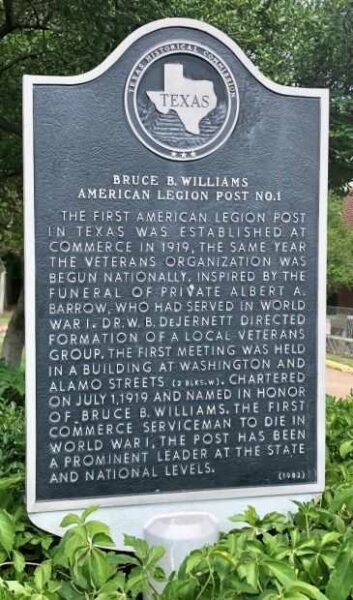 TEXAS HISTORICAL COMMISSION
TEXAS
BRUCE B. WILLIAMS
AMERICAN LEGION POST NO.1
THE FIRST AMERICAN LEGION POST
IN TEXAS WAS ESTABLISHED AT
COMMERCE IN 1919, THE SAME YEAR
THE VETERANS ORGANIZATION WAS
BEGUN NATIONALLY. INSPIRED BY THE
FUNERAL OF PRIVATE ALBERT A.
BARROW, WHO HAD SERVED IN WORLD
WAR I, DR. W. B. DEJERNETT DIRECTED
FORMATION OF A LOCAL VETERANS
GROUP. THE FIRST MEETING WAS HELD
IN A BUILDING AT WASHINGTON AND
ALAMO STREETS (2 BLKS. W). CHARTERED
ON JULY 1, 1919 AND NAMED IN HONOR
OF BRUCE B. WILLIAMS, THE FIRST
COMMERCE SERVICEMAN TO DIE IN
WORLD WAR I, THE POST HAS BEEN
A PROMINENT LEADER AT THE STATE
AND NATIONAL LEVELS.
(1982)